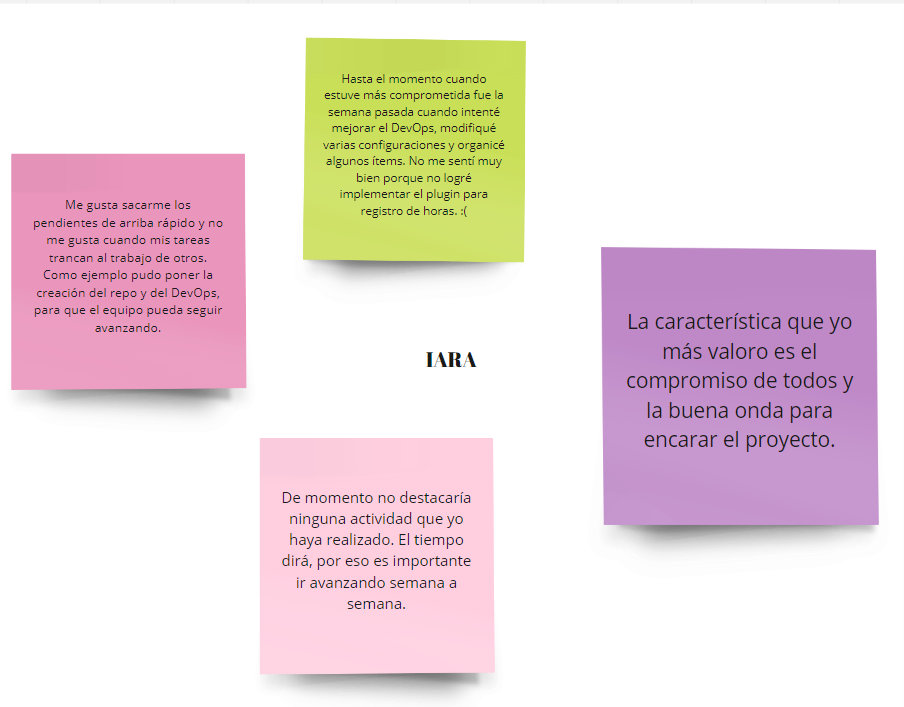 Hasta el momento cuando
estuve más comprometida fue la
semana pasada cuando intenté
mejorar el DevOps, modifiqué
varias configuraciones y organicé
algunos ítems. No me sentí muy
bien porque no logré
implementar el plugin para
registro de horas. :(
Me gusta sacarme los
pendientes de arriba rápido y no
me gusta cuando mis tareas
trancan al trabajo de otros.
Como ejemplo pudo poner la
creación del repo y del DevOps,
para que el equipo pueda seguir
avanzando.
La característica que yo
más valoro es el
compromiso de todos y
la buena onda para
encarar el proyecto.
IARA
De momento no destacaría
ninguna actividad que yo
haya realizado. El tiempo
dirá, por eso es importante
ir avanzando semana a
semana.